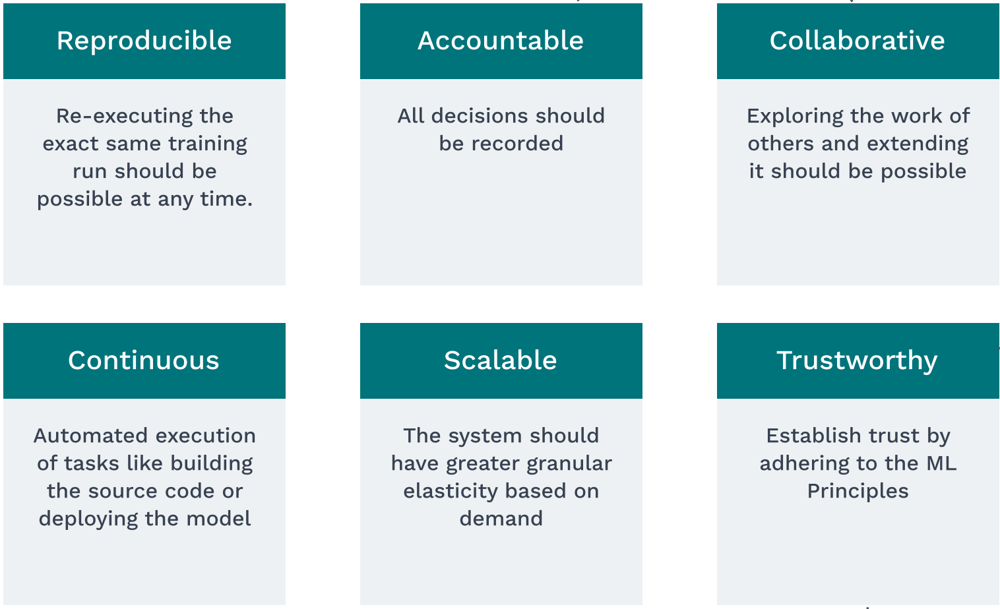 Reproducible
Re-executing the
exact same training
run should be
possible at any time.
Accountable
All decisions should
be recorded
Collaborative
Exploring the work of
others and extending
it should be possible
Continuous
Automated execution
of tasks like building
the source code or
deploying the model
Scalable
The system should
have greater granular
elasticity based on
demand
Trustworthy
Establish trust by
adhering to the ML
Principles